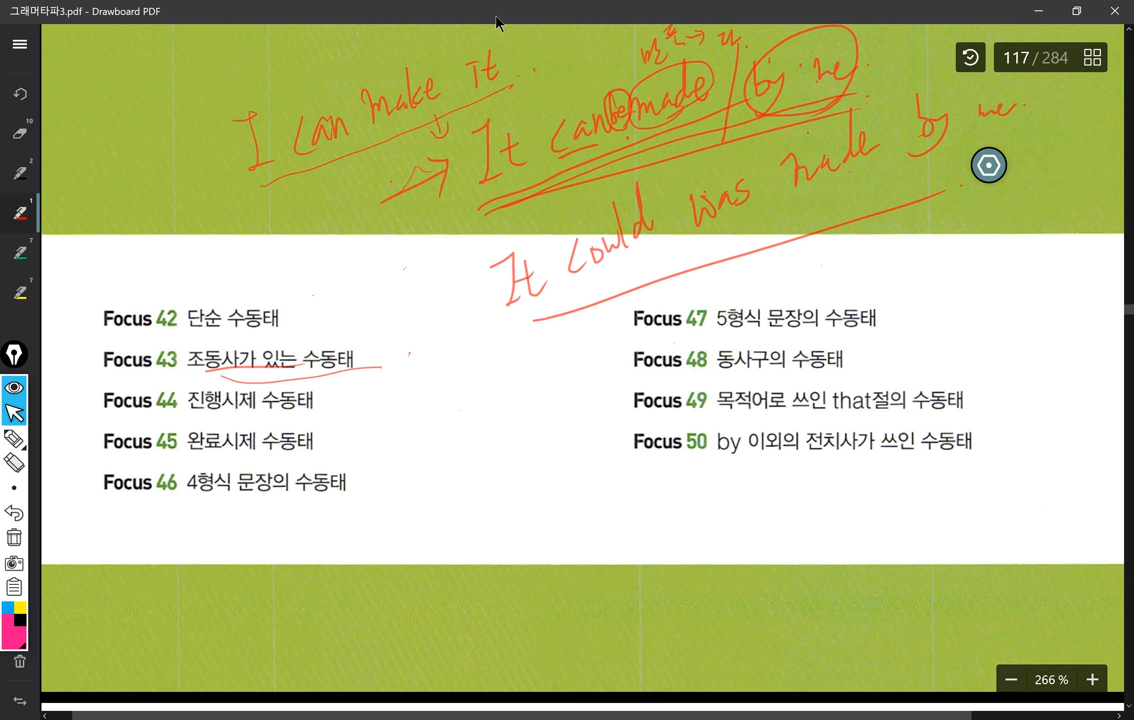 그래머타파3.pdf - Drawboard PDF
117 / 284
10
2
1
7
7
I can make It
It can be made by me.
It could was made by me.
Focus 42 단순 수동태
Focus 43 조동사가 있는 수동태
Focus 44 진행시제 수동태
Focus 45 완료시제 수동태
Focus 46 4형식 문장의 수동태
Focus 47 5형식 문장의 수동태
Focus 48 동사구의 수동태
Focus 49 목적어로 쓰인 that절의 수동태
Focus 50 by 이외의 전치사가 쓰인 수동태
266 %